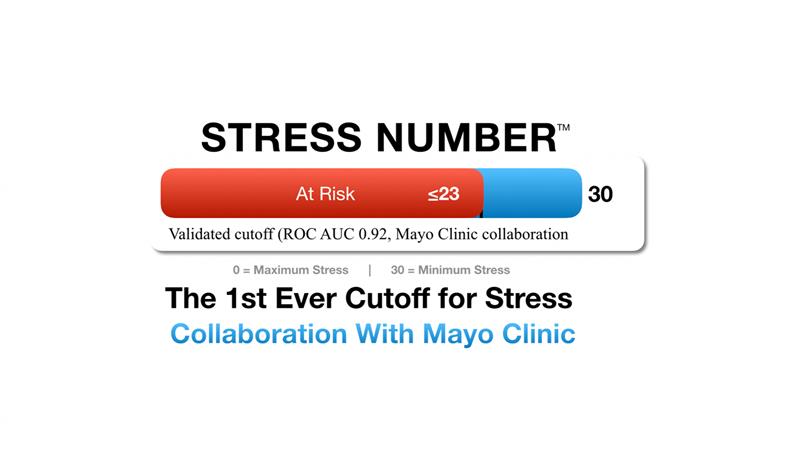 STRESS NUMBER™
At Risk ≤23 30
Validated cutoff (ROC AUC 0.92, Mayo Clinic collaboration
0 = Maximum Stress | 30 = Minimum Stress
The 1st Ever Cutoff for Stress
Collaboration With Mayo Clinic